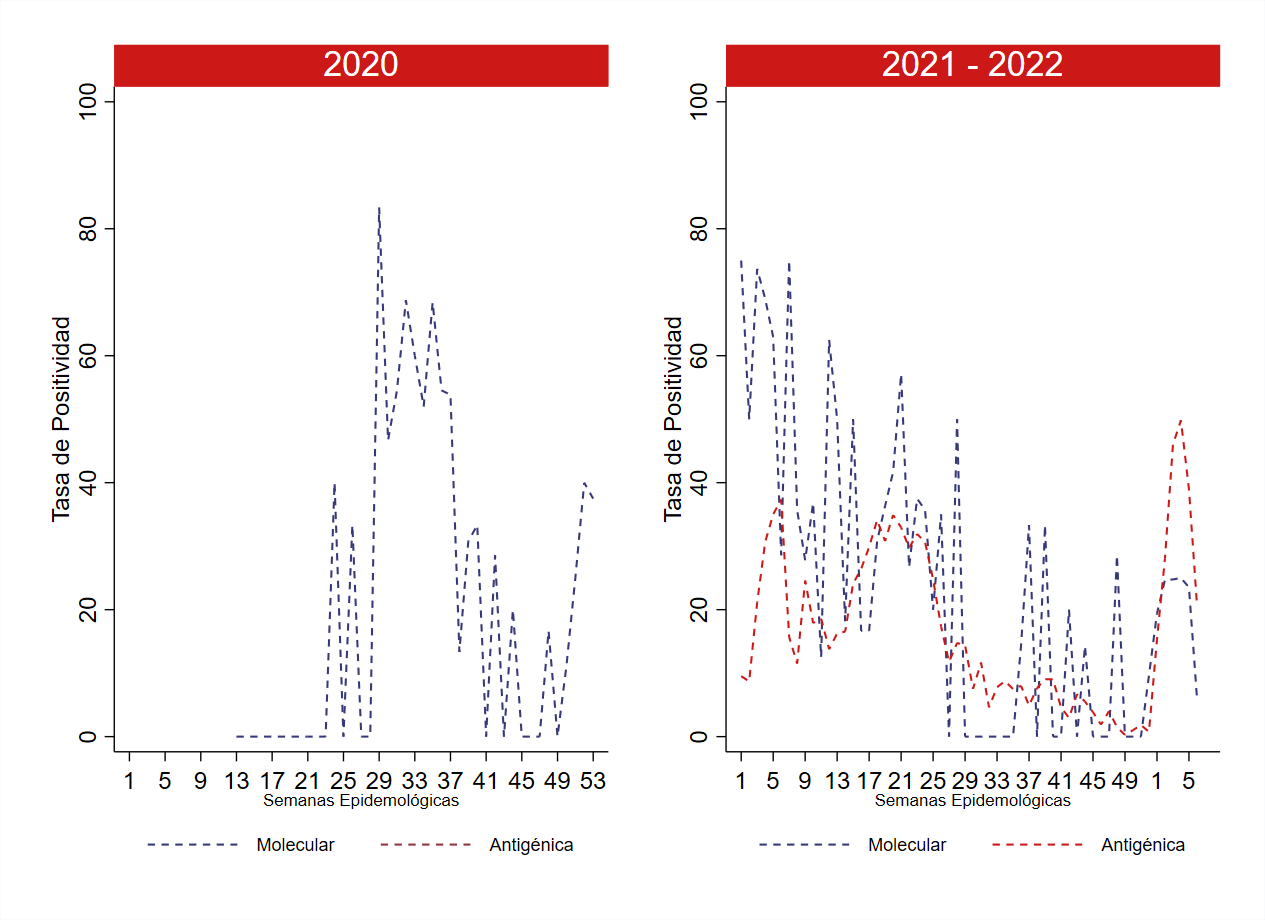 2020
100
80
60
40
20
0
Tasa de Positividad
1 5 9 13 17 21 25 29 33 37 41 45 49 53
Semanas Epidemológicas
Molecular Antigénica
2021 - 2022
100
80
60
40
20
0
Tasa de Positividad
1 5 9 13 17 21 25 29 33 37 41 45 49 1 5
Semanas Epidemológicas
Molecular Antigénica